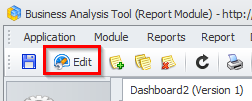 Business Analysis Tool (Report Module) - http://
Application Module Reports Report
Edit
Dashboard2 (Version 1)